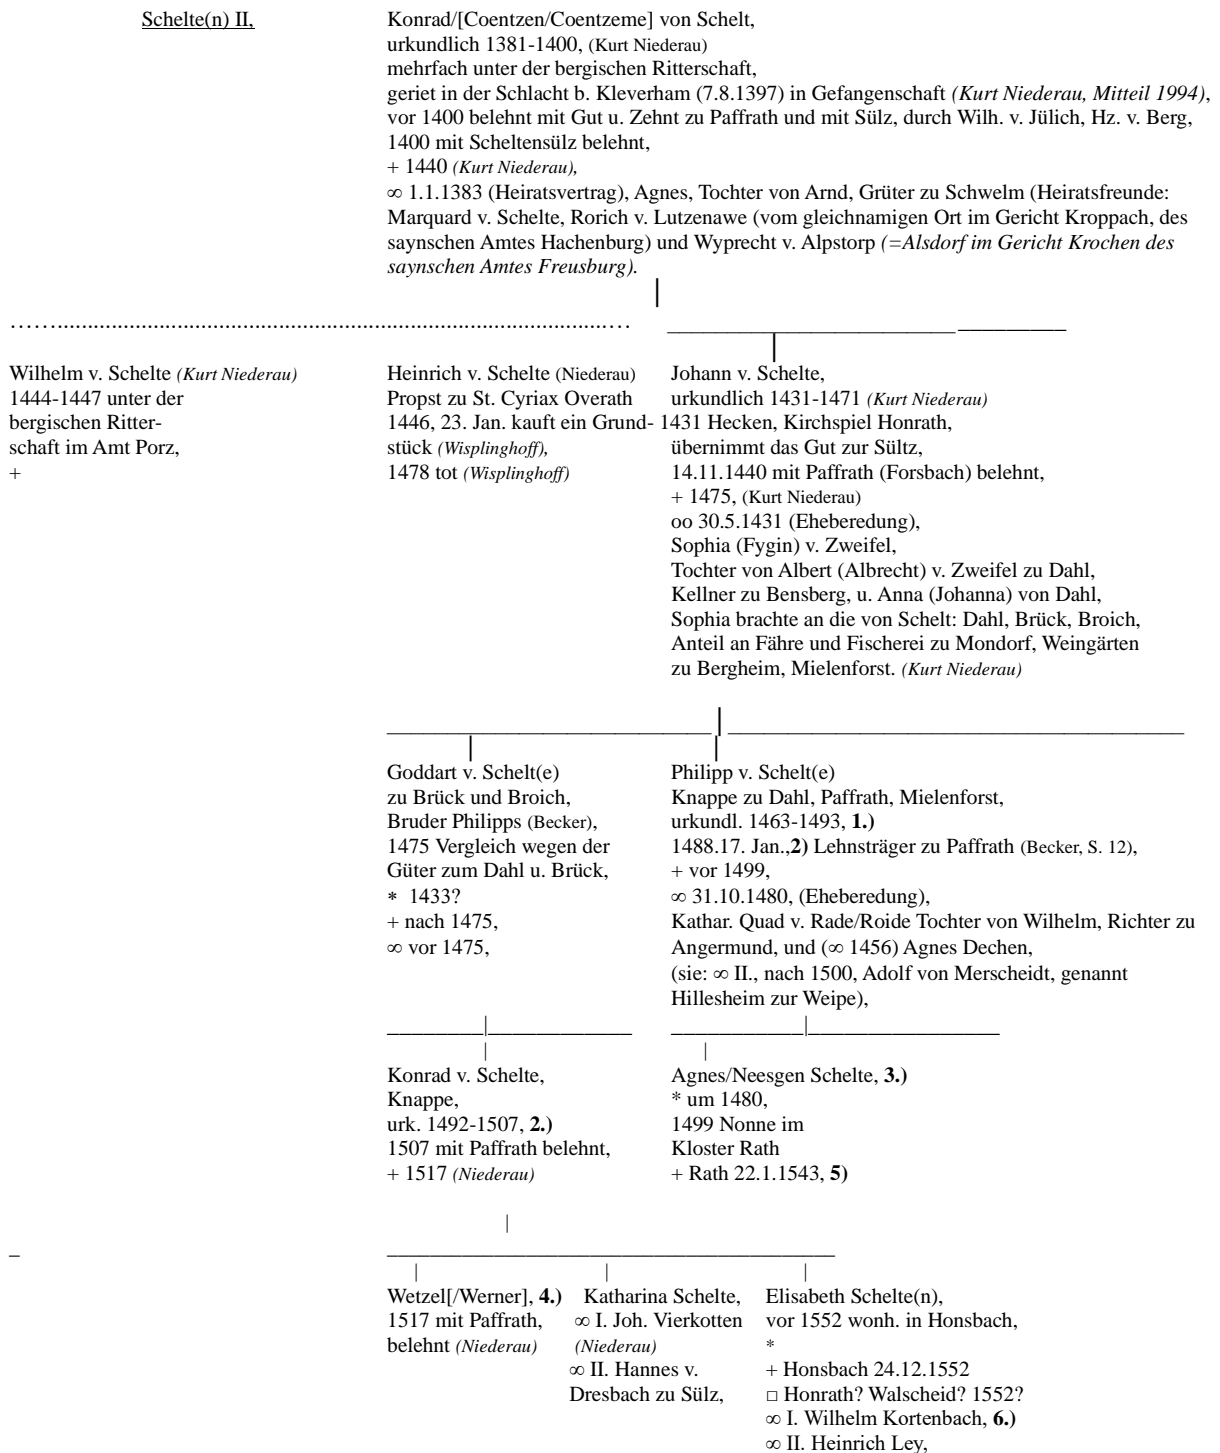 Schelte(n) II,
Konrad/[Coentzen/Coentzeme] von Schelt,
urkundlich 1381-1400, (Kurt Niederau)
mehrfach unter der bergischen Ritterschaft,
geriet in der Schlacht b. Kleverham (7.8.1397) in Gefangenschaft (Kurt Niederau, Mitteil 1994),
vor 1400 belehnt mit Gut u. Zehnt zu Paffrath und mit Sülz, durch Wilh. v. Jülich, Hz. v. Berg,
1400 mit Scheltensülz belehnt,
+ 1440 (Kurt Niederau),
∞ 1.1.1383 (Heiratsvertrag), Agnes, Tochter von Arnd, Grüter zu Schwelm (Heiratsfreunde:
Marquard v. Schelte, Rorich v. Lutzenawe (vom gleichnamigen Ort im Gericht Kroppach, des
saynschen Amtes Hachenburg) und Wyprecht v. Alpstorp (=Alsdorf im Gericht Krochen des
saynschen Amtes Freusburg).
Wilhelm v. Schelte (Kurt Niederau)
1444-1447 unter der
bergischen Ritter-
schaft im Amt Porz,
+
Heinrich v. Schelte (Niederau)
Propst zu St. Cyriax Overath
1446, 23. Jan. kauft ein Grund-
stück (Wisplinghoff),
1478 tot (Wisplinghoff)
Johann v. Schelte,
urkundlich 1431-1471 (Kurt Niederau)
1431 Hecken, Kirchspiel Honrath,
übernimmt das Gut zur Sültz,
14.11.1440 mit Paffrath (Forsbach) belehnt,
+ 1475, (Kurt Niederau)
oo 30.5.1431 (Eheberedung),
Sophia (Fygin) v. Zweifel,
Tochter von Albert (Albrecht) v. Zweifel zu Dahl,
Kellner zu Bensberg, u. Anna (Johanna) von Dahl,
Sophia brachte an die von Schelt: Dahl, Brück, Broich,
Anteil an Fähre und Fischerei zu Mondorf, Weingärten
zu Bergheim, Mielenforst. (Kurt Niederau)
Goddart v. Schelt(e)
zu Brück und Broich,
Bruder Philipps (Becker),
1475 Vergleich wegen der
Güter zum Dahl u. Brück,
* 1433?
+ nach 1475,
∞ vor 1475,
Philipp v. Schelt(e)
Knappe zu Dahl, Paffrath, Mielenforst,
urkundl. 1463-1493, 1.)
1488.17. Jan.,2) Lehnsträger zu Paffrath (Becker, S. 12),
+ vor 1499,
∞ 31.10.1480, (Eheberedung),
Kathar. Quad v. Rade/Roide Tochter von Wilhelm, Richter zu
Angermund, und (∞ 1456) Agnes Dechen,
(sie: ∞ II., nach 1500, Adolf von Merscheidt, genannt
Hillesheim zur Weipe),
Konrad v. Schelte,
Knappe,
urk. 1492-1507, 2.)
1507 mit Paffrath belehnt,
+ 1517 (Niederau)
Agnes/Neesgen Schelte, 3.)
* um 1480,
1499 Nonne im
Kloster Rath
+ Rath 22.1.1543, 5)
Wetzel[/Werner], 4.)
1517 mit Paffrath,
belehnt (Niederau)
Katharina Schelte,
∞ I. Joh. Vierkotten
(Niederau)
∞ II. Hannes v.
Dresbach zu Sülz,
Elisabeth Schelte(n),
vor 1552 wonh. in Honsbach,
*
+ Honsbach 24.12.1552
□ Honrath? Walscheid? 1552?
∞ I. Wilhelm Kortenbach, 6.)
∞ II. Heinrich Ley,